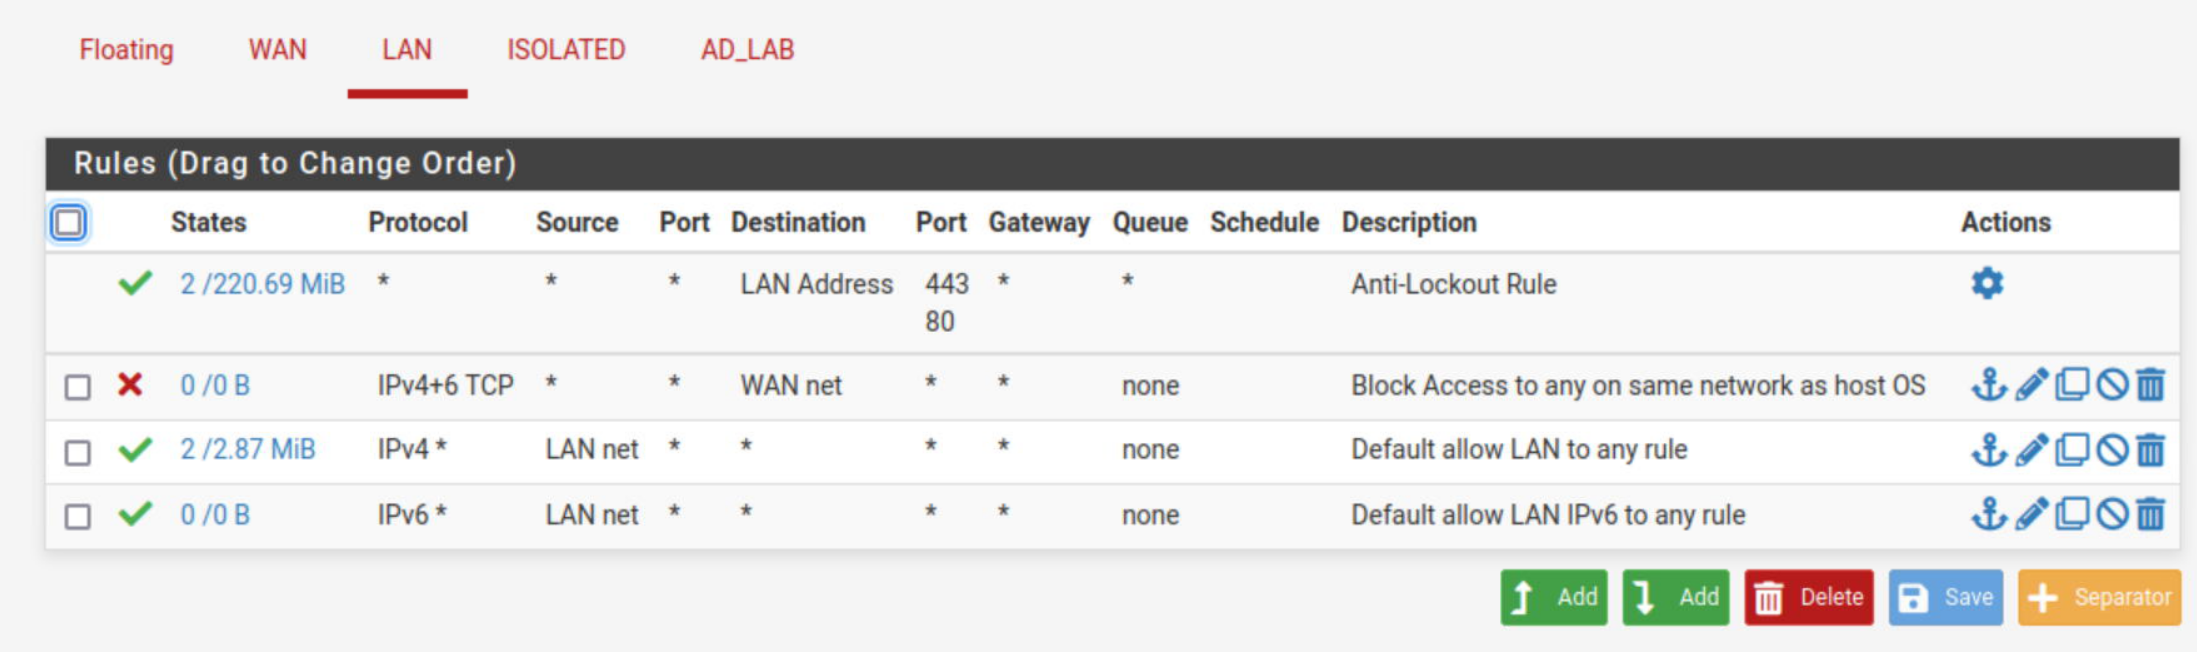 Floating WAN LAN ISOLATED AD_LAB
Rules (Drag to Change Order)
States Protocol Source Port Destination Port Gateway Queue Schedule Description Actions
2 /220.69 MiB * * * LAN Address 443 * * Anti-Lockout Rule
80
0 /0 B IPv4+6 TCP * * WAN net * * none Block Access to any on same network as host OS
2 /2.87 MiB IPv4 * LAN net * * * * none Default allow LAN to any rule
0 /0 B IPv6 * LAN net * * * * none Default allow LAN IPv6 to any rule
Add Add Delete Save Separator